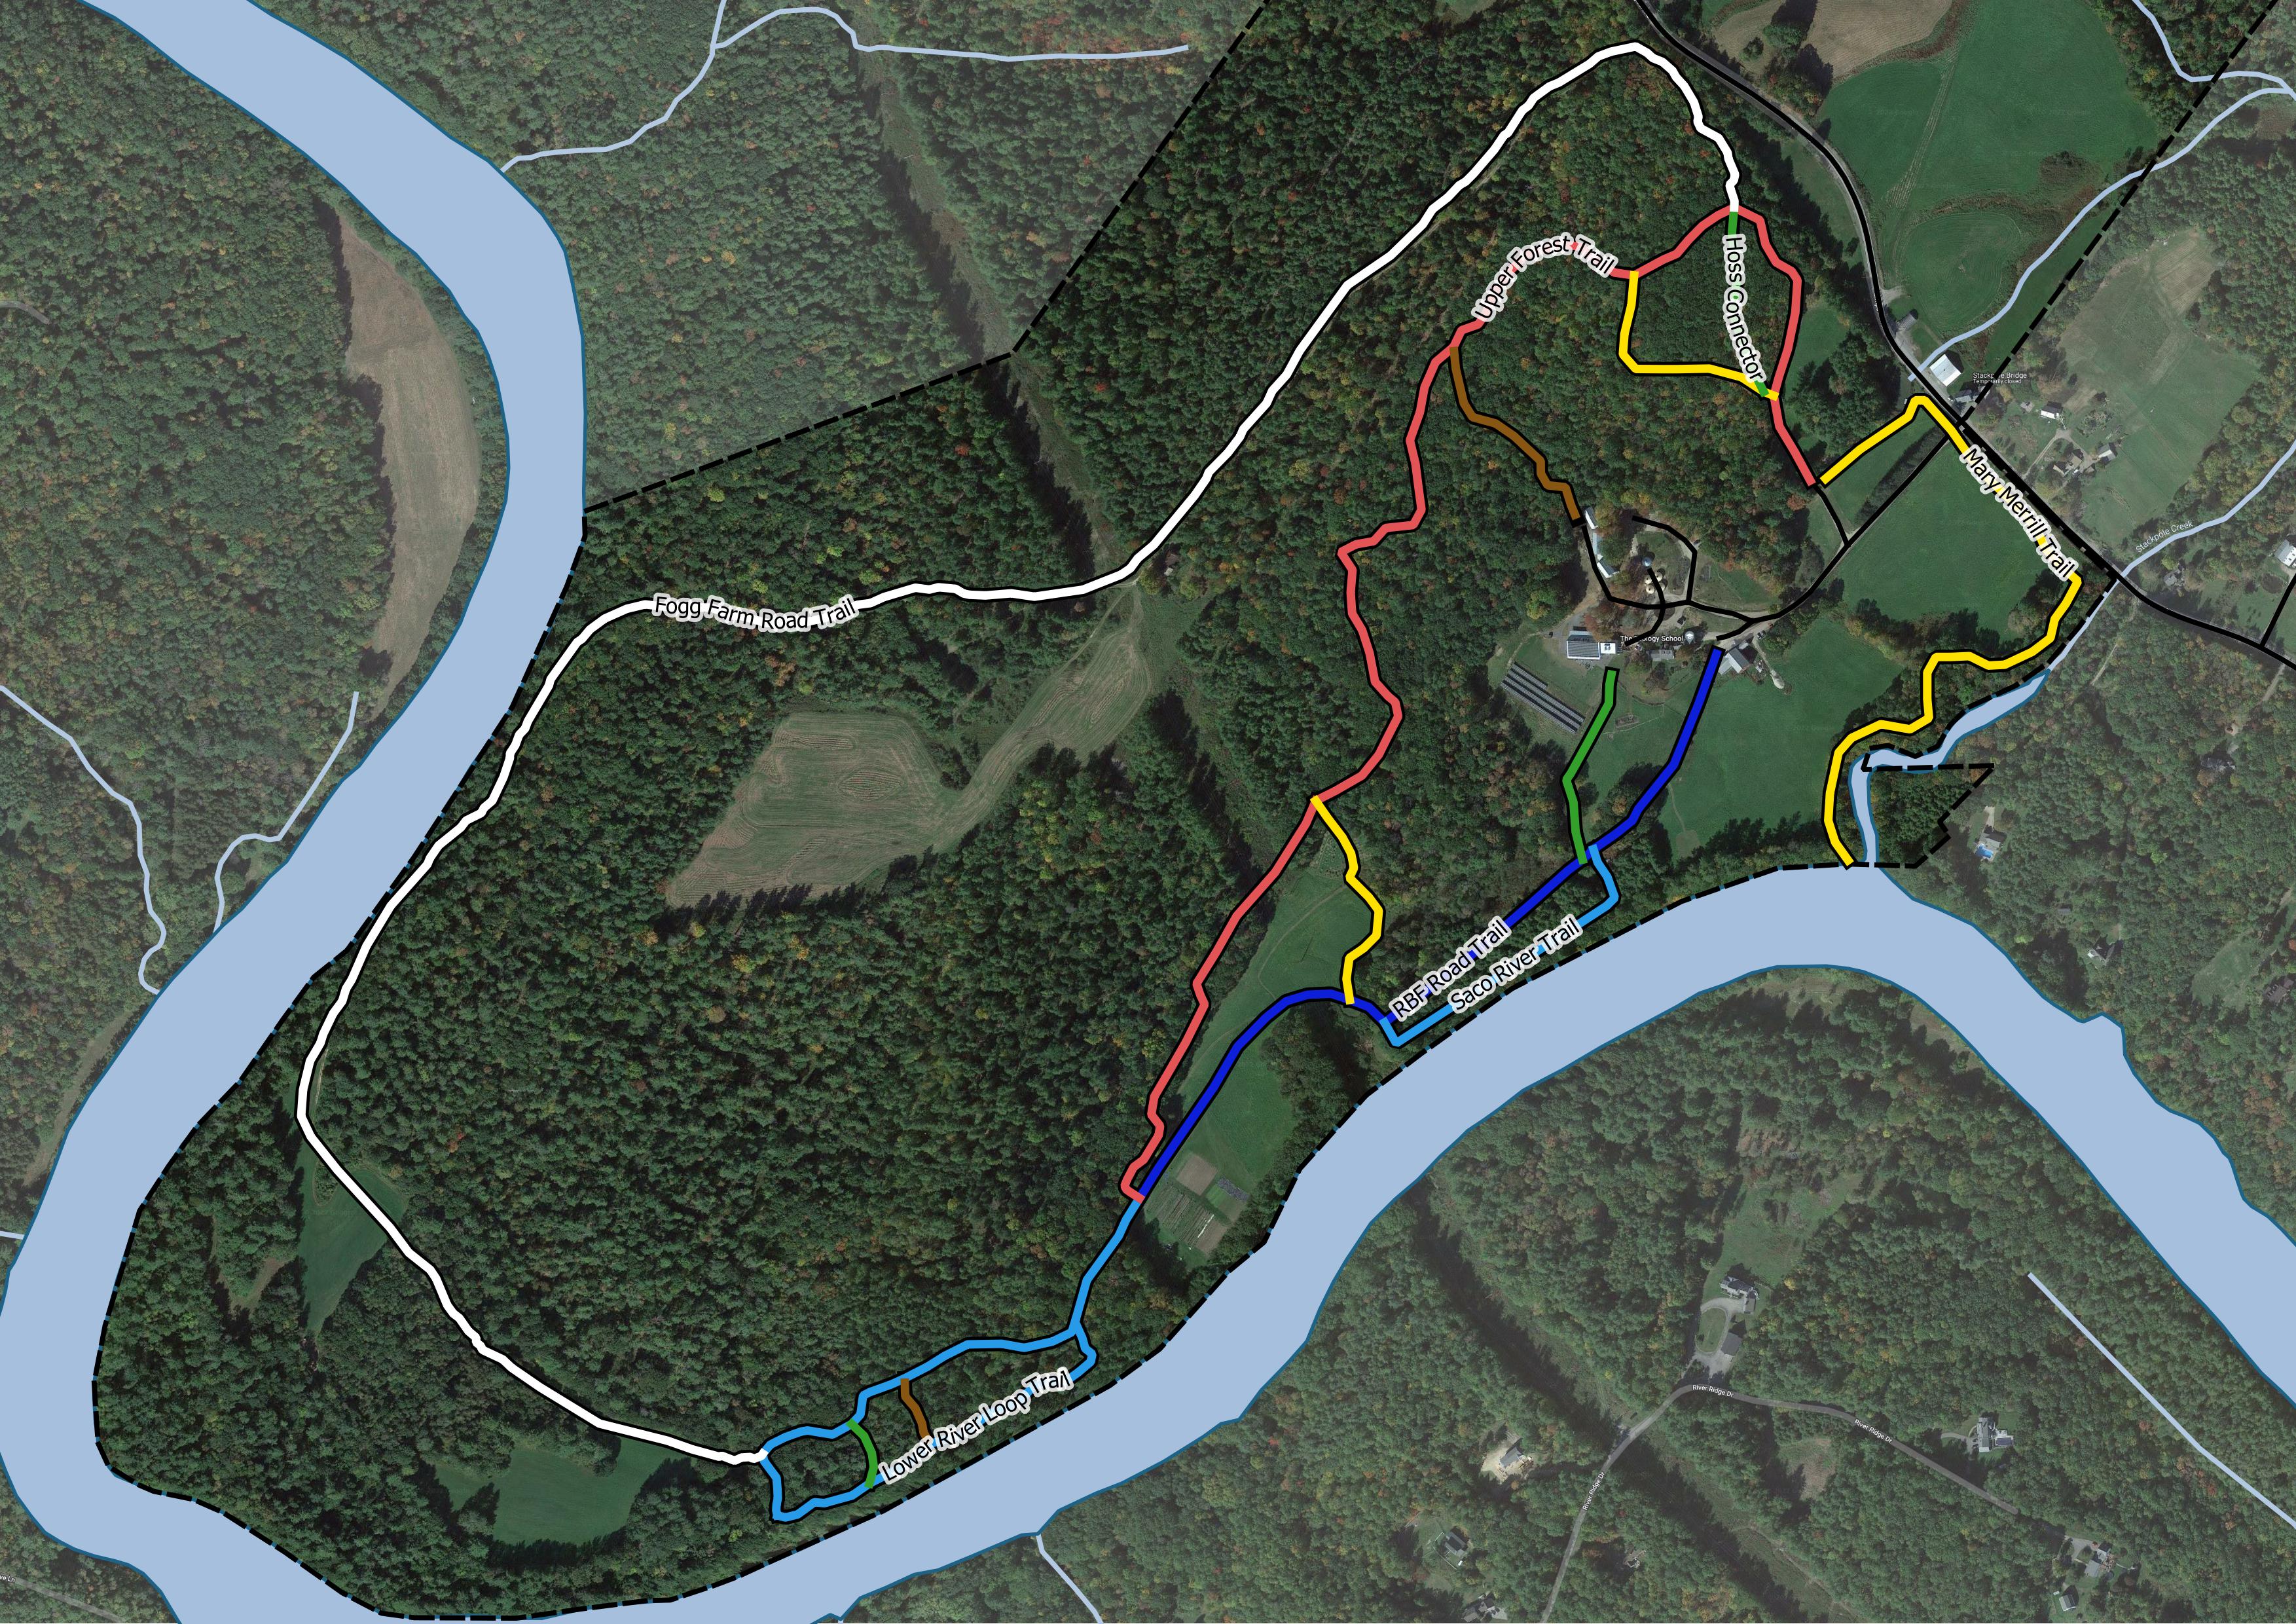 Upper Forest Trail
Hoss Connector
Stackpole Bridge
Temporarily closed
Mary Merrill Trail
Stackpole Creek
Fogg Farm Road Trail
The Ecology School
RBF Road Trail
Saco River Trail
Lower River Loop Trail
River Ridge Dr
River Ridge Dr
River Ridge Dr